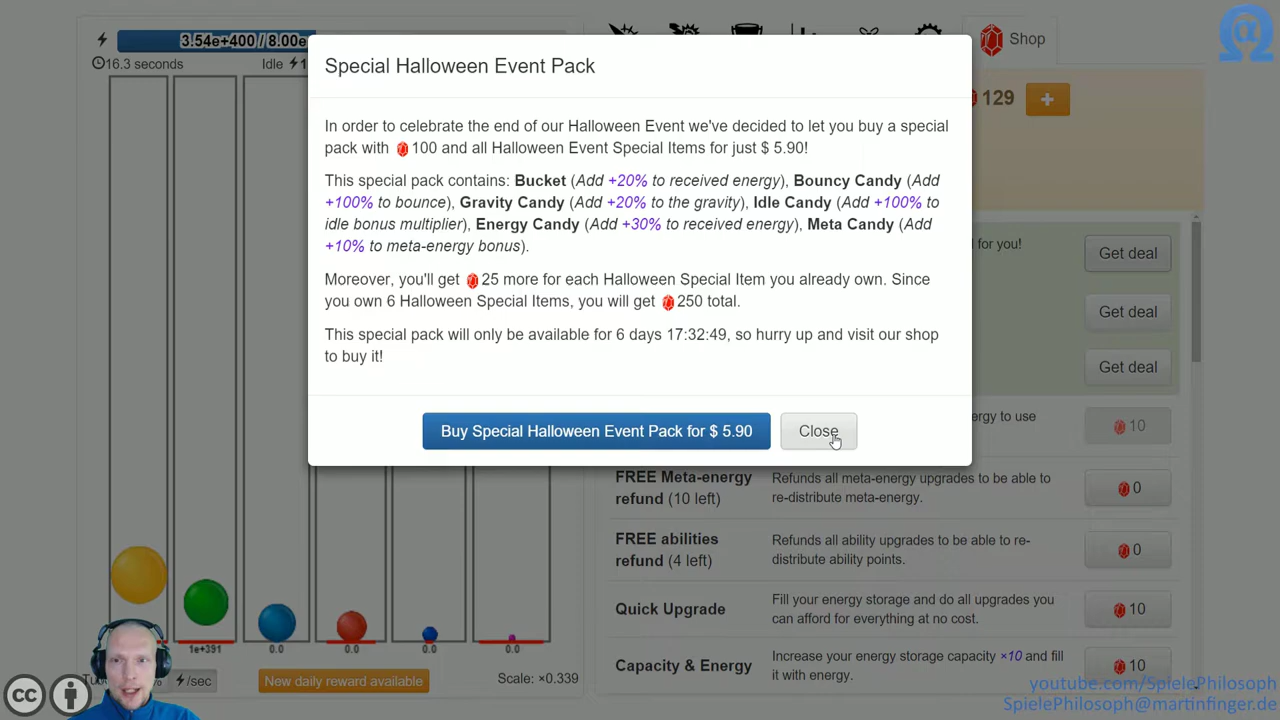 3.54e+400 / 8.00e
16.3 seconds
Idle
Shop
129
Special Halloween Event Pack
In order to celebrate the end of our Halloween Event we've decided to let you buy a special
pack with 100 and all Halloween Event Special Items for just $ 5.90!
This special pack contains: Bucket (Add +20% to received energy), Bouncy Candy (Add
+100% to bounce), Gravity Candy (Add +20% to the gravity), Idle Candy (Add +100% to
idle bonus multiplier), Energy Candy (Add +30% to received energy), Meta Candy (Add
+10% to meta-energy bonus).
Moreover, you'll get 25 more for each Halloween Special Item you already own. Since
you own 6 Halloween Special Items, you will get 250 total.
This special pack will only be available for 6 days 17:32:49, so hurry up and visit our shop
to buy it!
Buy Special Halloween Event Pack for $ 5.90
Close
for you!
Get deal
Get deal
Get deal
to use
10
FREE Meta-energy
refund (10 left)
Refunds all meta-energy upgrades to be able to
re-distribute meta-energy.
0
FREE abilities
refund (4 left)
Refunds all ability upgrades to be able to re-
distribute ability points.
0
Quick Upgrade
Fill your energy storage and do all upgrades you
can afford for everything at no cost.
10
Capacity & Energy
Increase your energy storage capacity ×10 and fill
it with energy.
10
1e+391
0.0
0.0
0.0
0.0
/sec
New daily reward available
Scale: ×0.339
cc
youtube.com/SpielePhilosoph
SpielePhilosoph@martinfinger.de